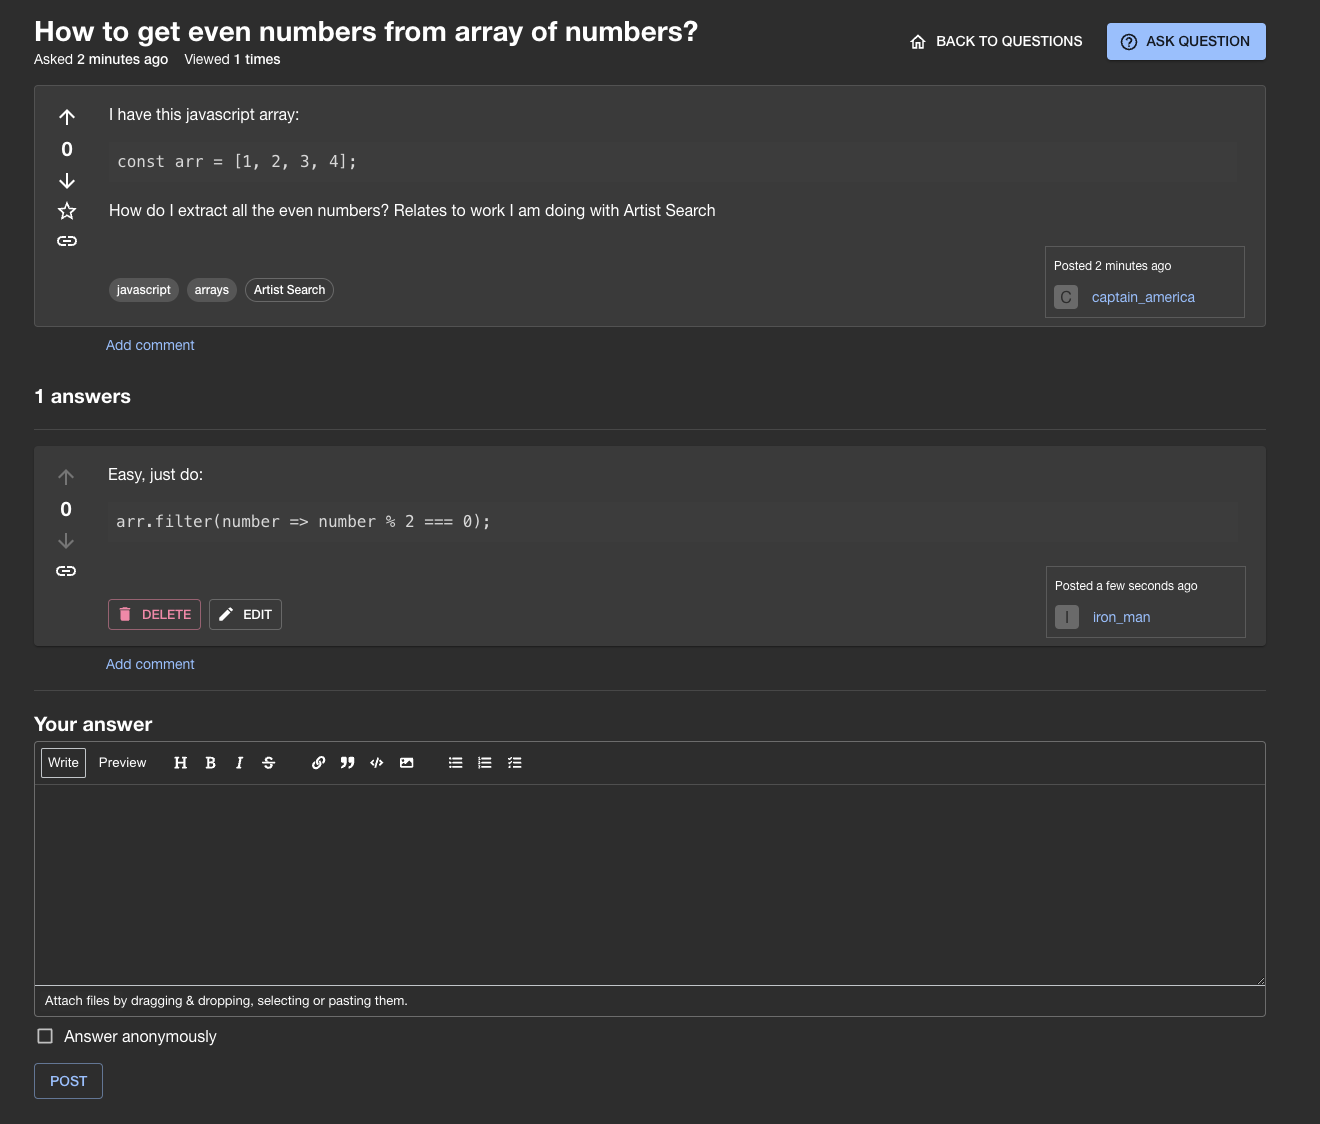 How to get even numbers from array of numbers?
Asked 2 minutes ago Viewed 1 times
BACK TO QUESTIONS
ASK QUESTION
I have this javascript array:
0
const arr = [1, 2, 3, 4];
How do I extract all the even numbers? Relates to work I am doing with Artist Search
javascript arrays Artist Search
Posted 2 minutes ago
C captain_america
Add comment
1 answers
Easy, just do:
0
arr.filter(number => number % 2 === 0);
DELETE EDIT
Posted a few seconds ago
I iron_man
Add comment
Your answer
Write Preview H B I S
Attach files by dragging & dropping, selecting or pasting them.
Answer anonymously
POST